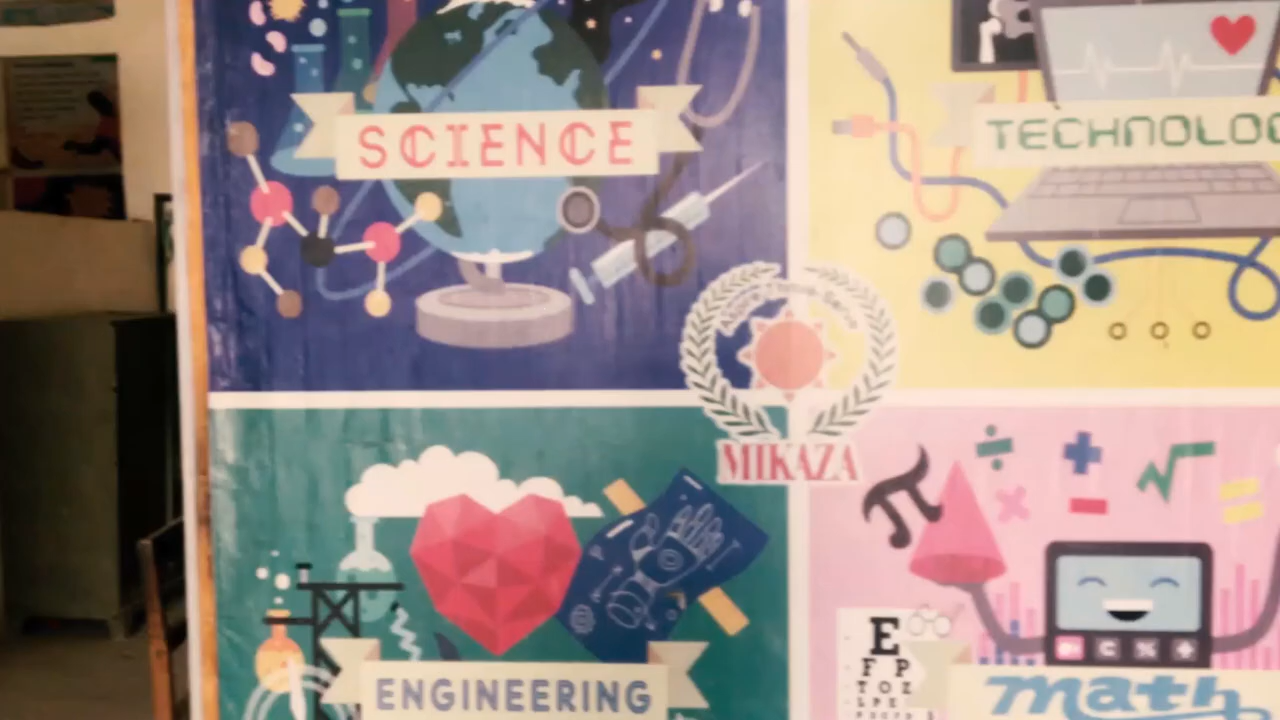 SCIENCE
TECHNOLOG
MIKAZA
ENGINEERING
E
F P
T O Z
L P E
math
C % +